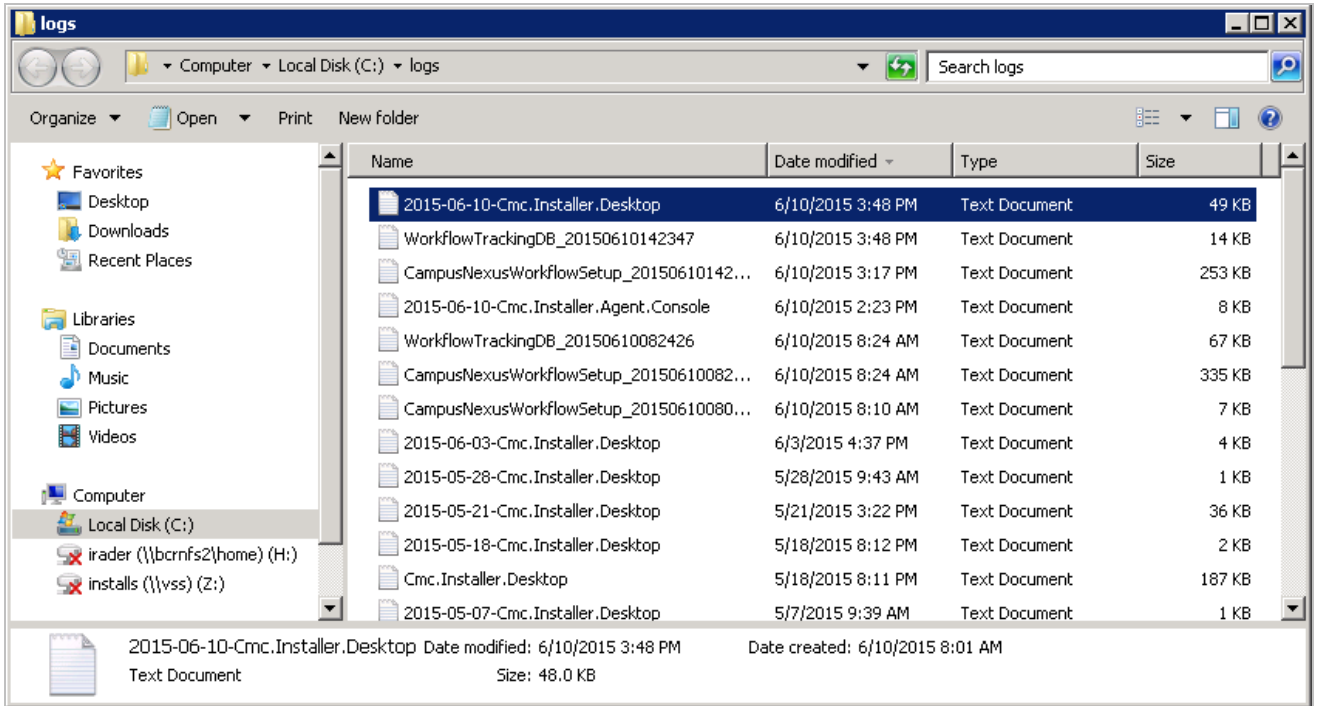 logs
Computer Local Disk (C:) logs
Search logs
Organize Open Print New folder
Favorites
Desktop
Downloads
Recent Places
Libraries
Documents
Music
Pictures
Videos
Computer
Local Disk (C:)
irader (\\bcrnfs2\home) (H:)
installs (\\vss) (Z:)
Name Date modified Type Size
2015-06-10-Cmc.Installer.Desktop 6/10/2015 3:48 PM Text Document 49 KB
WorkflowTrackingDB_20150610142347 6/10/2015 3:48 PM Text Document 14 KB
CampusNexusWorkflowSetup_20150610142... 6/10/2015 3:17 PM Text Document 253 KB
2015-06-10-Cmc.Installer.Agent.Console 6/10/2015 2:23 PM Text Document 8 KB
WorkflowTrackingDB_20150610082426 6/10/2015 8:24 AM Text Document 67 KB
CampusNexusWorkflowSetup_20150610082... 6/10/2015 8:24 AM Text Document 335 KB
CampusNexusWorkflowSetup_20150610080... 6/10/2015 8:10 AM Text Document 7 KB
2015-06-03-Cmc.Installer.Desktop 6/3/2015 4:37 PM Text Document 4 KB
2015-05-28-Cmc.Installer.Desktop 5/28/2015 9:43 AM Text Document 1 KB
2015-05-21-Cmc.Installer.Desktop 5/21/2015 3:22 PM Text Document 36 KB
2015-05-18-Cmc.Installer.Desktop 5/18/2015 8:12 PM Text Document 2 KB
Cmc.Installer.Desktop 5/18/2015 8:11 PM Text Document 187 KB
2015-05-07-Cmc.Installer.Desktop 5/7/2015 9:39 AM Text Document 1 KB
2015-06-10-Cmc.Installer.Desktop Date modified: 6/10/2015 3:48 PM Date created: 6/10/2015 8:01 AM
Text Document Size: 48.0 KB